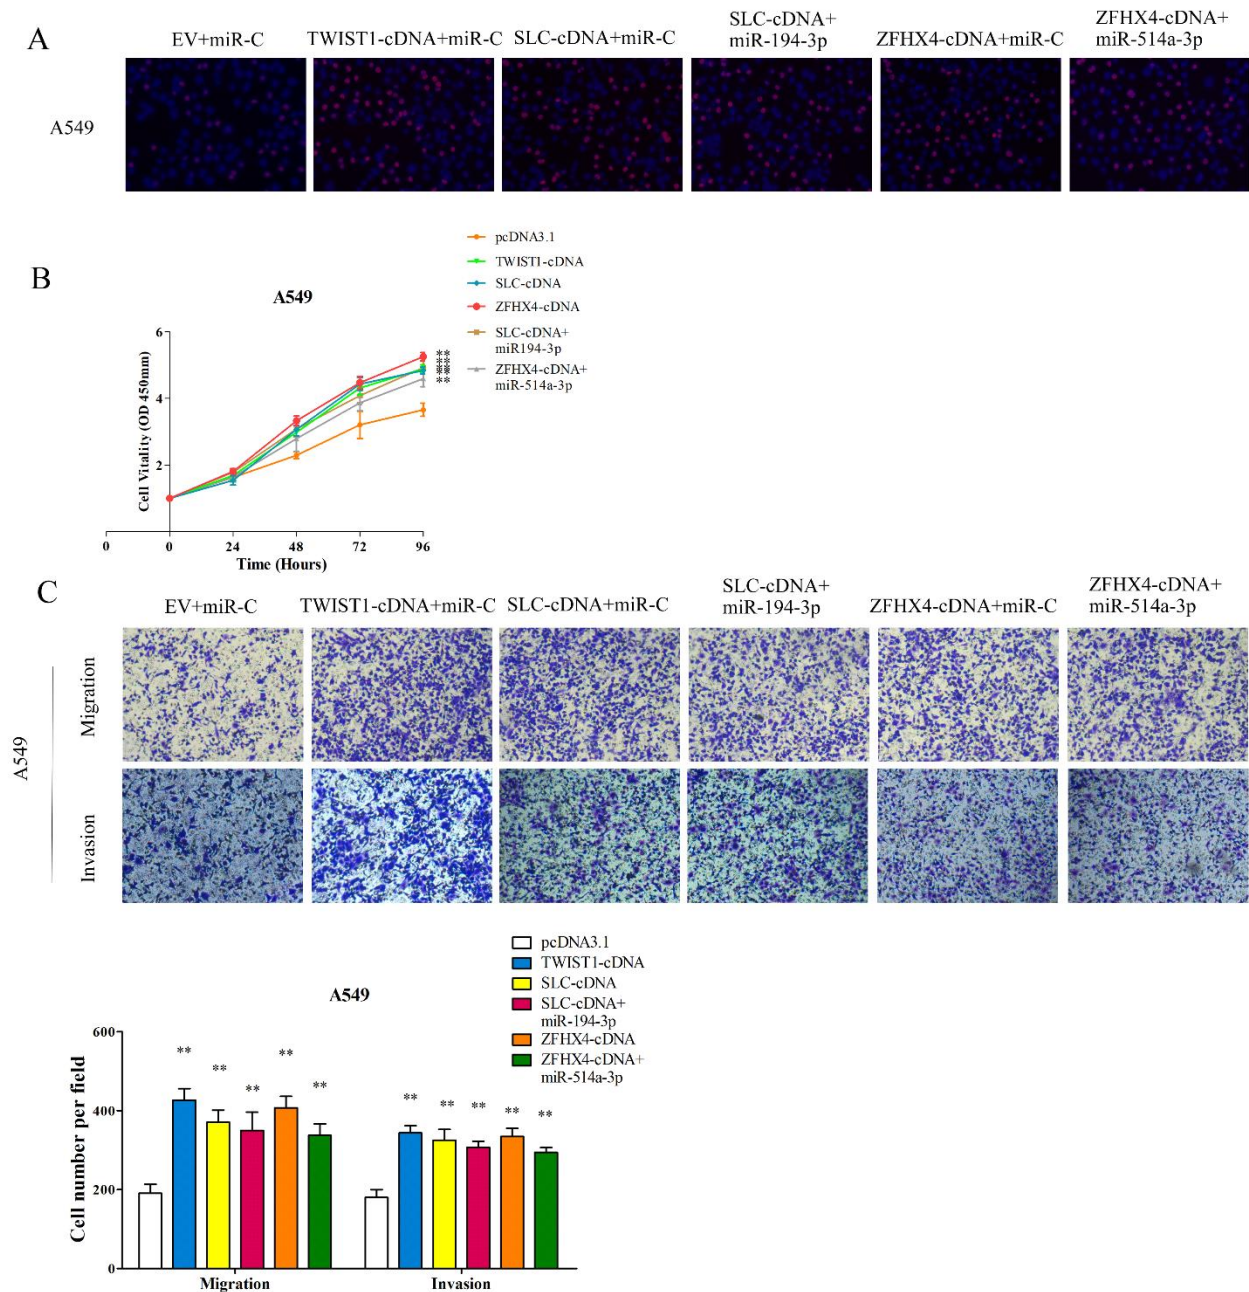 A
EV+miR-C
TWIST1-cDNA+miR-C
SLC-cDNA+miR-C
SLC-cDNA+
miR-194-3p
ZFHX4-cDNA+miR-C
ZFHX4-cDNA+
miR-514a-3p
A549
B
A549
pcDNA3.1
TWIST1-cDNA
SLC-cDNA
ZFHX4-cDNA
SLC-cDNA+
miR194-3p
ZFHX4-cDNA+
miR-514a-3p
Cell Vitality (OD 450mm)
6
4
2
**
**
**
**
**
0
0
24
48
72
96
Time (Hours)
C
EV+miR-C
TWIST1-cDNA+miR-C
SLC-cDNA+miR-C
SLC-cDNA+
miR-194-3p
ZFHX4-cDNA+miR-C
ZFHX4-cDNA+
miR-514a-3p
A549
Migration
Invasion
pcDNA3.1
TWIST1-cDNA
SLC-cDNA
SLC-cDNA+
miR-194-3p
ZFHX4-cDNA
ZFHX4-cDNA+
miR-514a-3p
A549
Cell number per field
600
400
200
0
** ** ** ** **
** ** ** ** **
Migration
Invasion